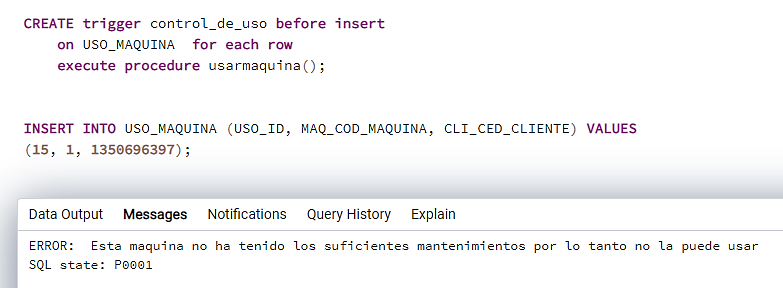 CREATE trigger control_de_uso before insert
on USO_MAQUINA for each row
execute procedure usarmaquina();
INSERT INTO USO_MAQUINA (USO_ID, MAQ_COD_MAQUINA, CLI_CED_CLIENTE) VALUES
(15, 1, 1350696397);
Data Output Messages Notifications Query History Explain
ERROR: Esta maquina no ha tenido los suficientes mantenimientos por lo tanto no la puede usar
SQL state: P0001